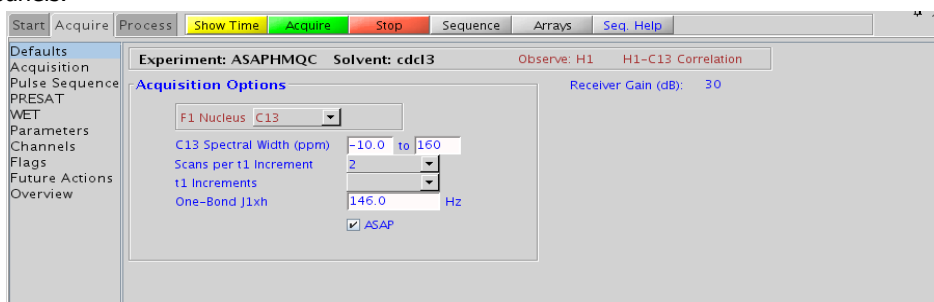 Start Acquire Process Show Time Acquire Stop Sequence Arrays Seq. Help
Defaults
Acquisition
Pulse Sequence
PRESAT
WET
Parameters
Channels
Flags
Future Actions
Overview
Experiment: ASAPHMQC Solvent: cdcl3 Observe: H1 H1-C13 Correlation
Acquisition Options Receiver Gain (dB): 30
F1 Nucleus C13
C13 Spectral Width (ppm) -10.0 to 160
Scans per t1 Increment 2
t1 Increments
One-Bond J1xh 146.0 Hz
ASAP